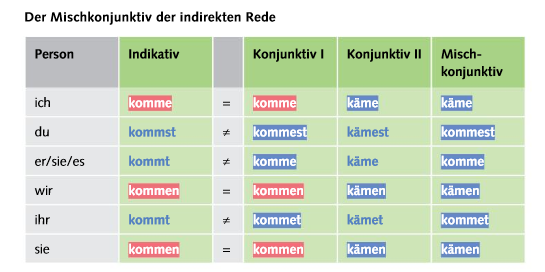 Der Mischkonjunktiv der indirekten Rede
Person Indikativ Konjunktiv I Konjunktiv II Misch-
konjunktiv
ich komme = komme käme käme
du kommst ≠ kommest kämest kommest
er/sie/es kommt ≠ komme käme komme
wir kommen = kommen kämen kämen
ihr kommt ≠ kommet kämet kommet
sie kommen = kommen kämen kämen